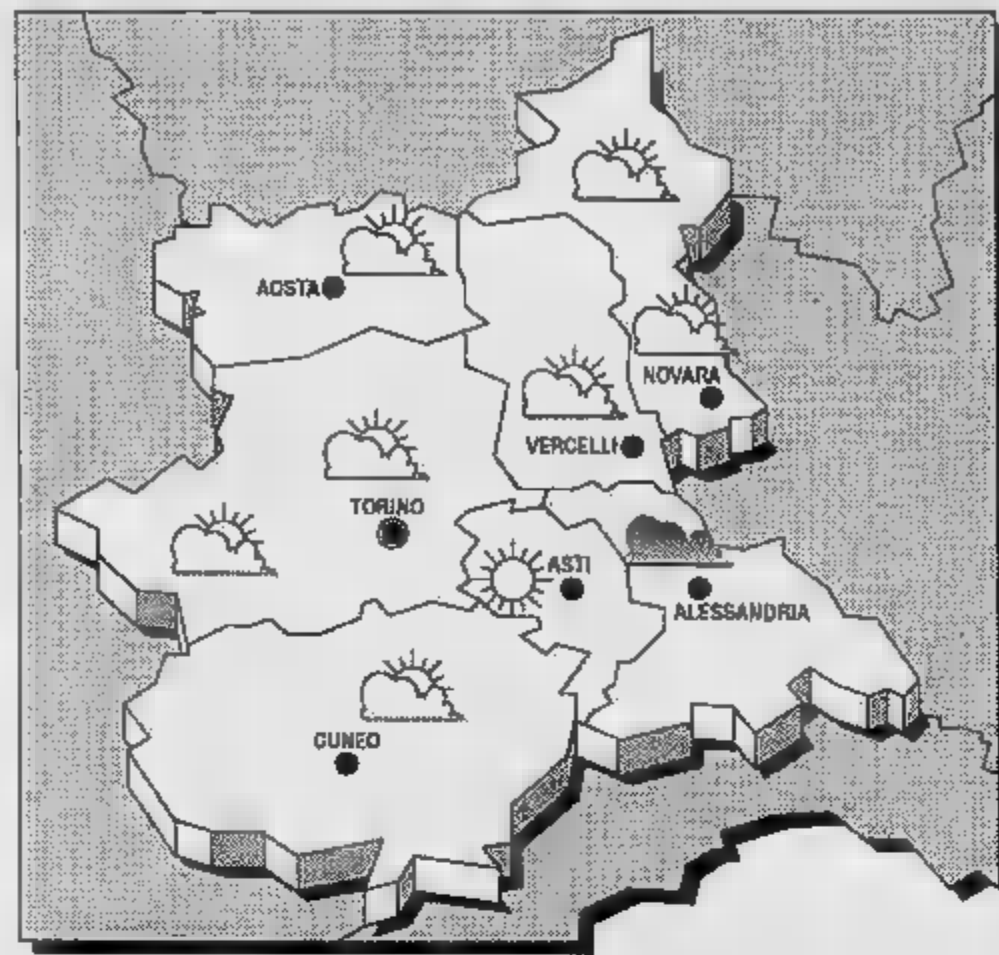 AOSTA
NOVARA
VERCELLI
TORINO
ASTI
ALESSANDRIA
CUNEO